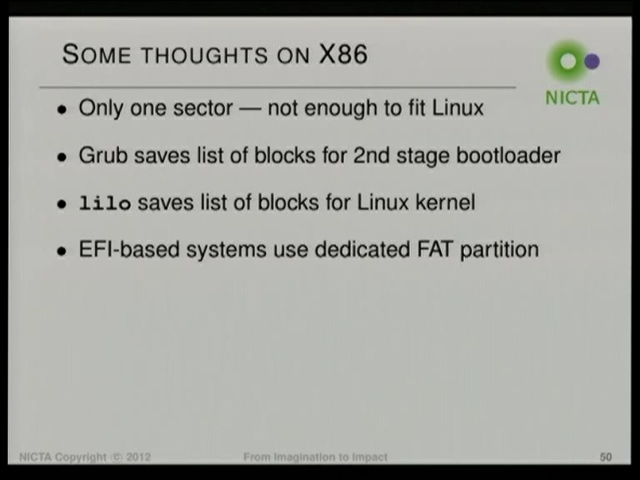 SOME THOUGHTS ON X86
NICTA
• Only one sector — not enough to fit Linux
• Grub saves list of blocks for 2nd stage bootloader
• lilo saves list of blocks for Linux kernel
• EFI-based systems use dedicated FAT partition
NICTA Copyright © 2012 From Imagination to Impact 50